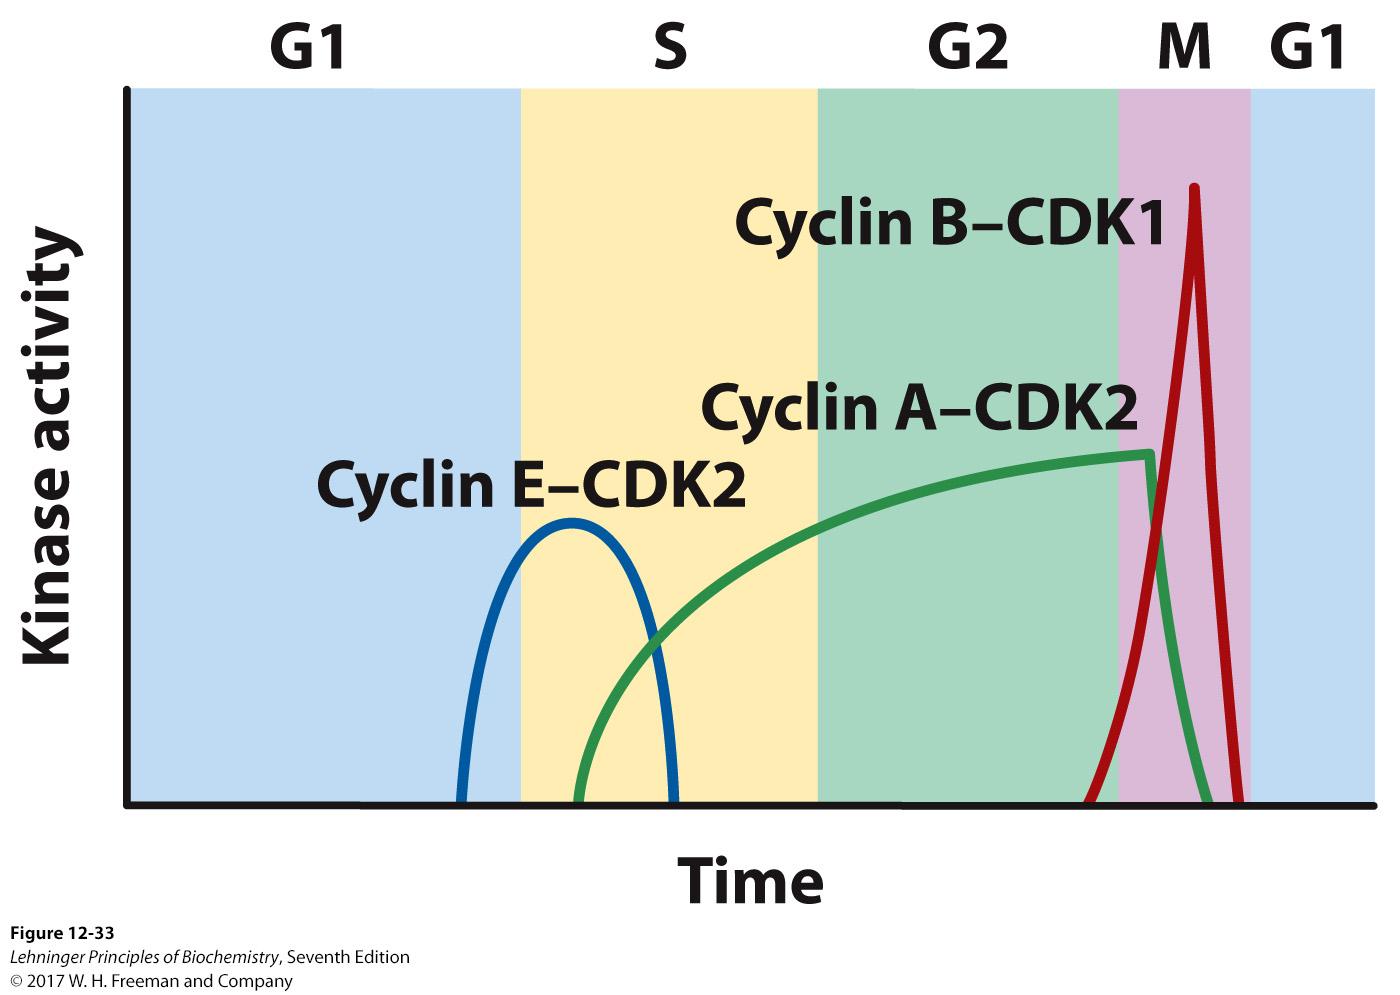 G1 S G2 M G1
Cyclin B–CDK1
Cyclin A–CDK2
Cyclin E–CDK2
Kinase activity
Time
Figure 12-33
Lehninger Principles of Biochemistry, Seventh Edition
© 2017 W. H. Freeman and Company